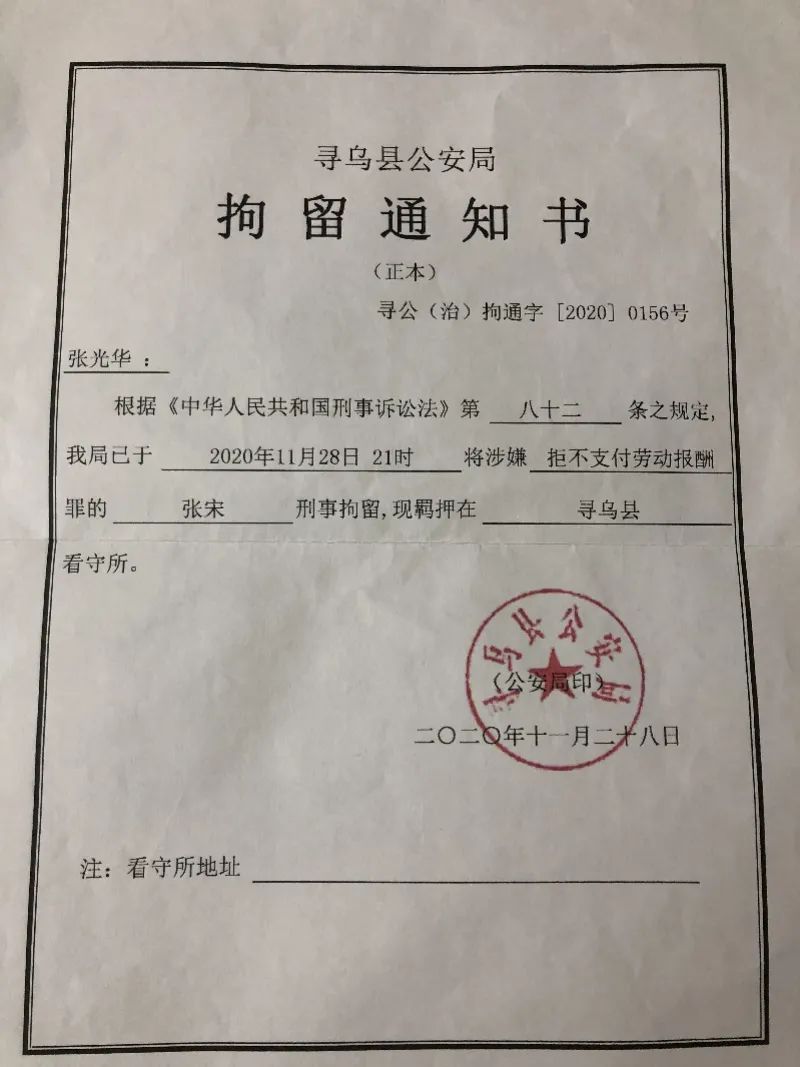 寻乌县公安局
拘留通知书
（正本）
寻公（治）拘通字［2020］0156号
张光华：
根据《中华人民共和国刑事诉讼法》第 八十二 条之规定,
我局已于 2020年11月28日 21时 将涉嫌 拒不支付劳动报酬
罪的 张宋 刑事拘留,现羁押在 寻乌县
看守所。
寻乌县公安局
（公安局印）
二〇二〇年十一月二十八日
注：看守所地址